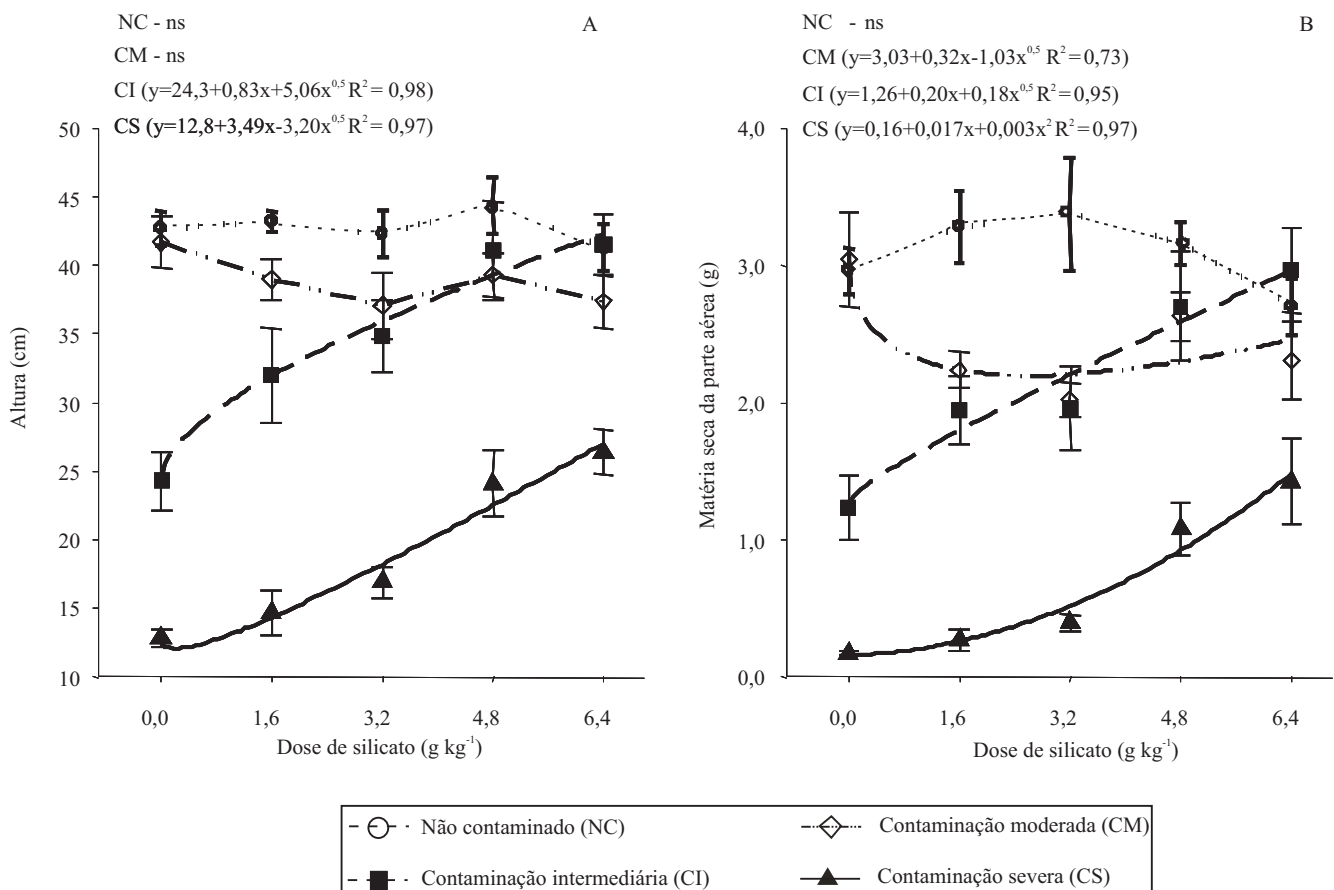 NC - ns
A
CM - ns
CI (y=24,3+0,83x+5,06x^0,5 R^2 = 0,98)
CS (y=12,8+3,49x-3,20x^0,5 R^2 = 0,97)
50
45
40
35
30
25
20
15
10
Altura (cm)
0,0
1,6
3,2
4,8
6,4
Dose de silicato (g kg^-1)
NC - ns
B
CM (y=3,03+0,32x-1,03x^0,5 R^2 =0,73)
CI (y=1,26+0,20x+0,18x^0,5 R^2 =0,95)
CS (y=0,16+0,017x+0,003x^2 R^2 =0,97)
4,0
3,0
2,0
1,0
0,0
Matéria seca da parte aérea (g)
0,0
1,6
3,2
4,8
6,4
Dose de silicato (g kg^-1)
Não contaminado (NC)
Contaminação moderada (CM)
Contaminação intermediária (CI)
Contaminação severa (CS)